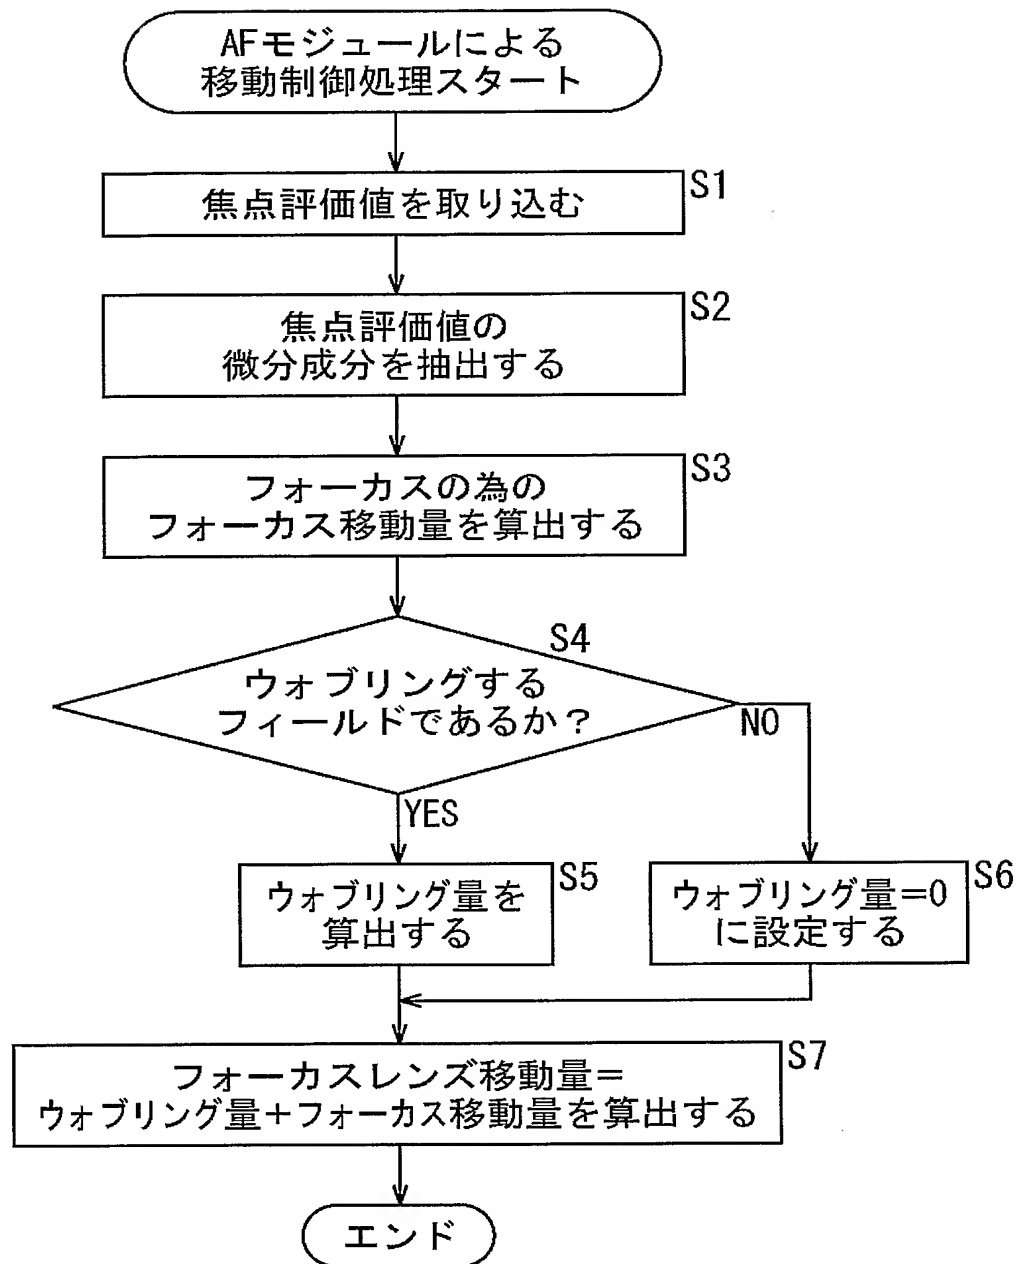 AFモジュールによる
移動制御処理スタート
焦点評価値を取り込む
S1
焦点評価値の
微分成分を抽出する
S2
フォーカスの為の
フォーカス移動量を算出する
S3
S4
ウォブリングする
フィールドであるか?
NO
YES
ウォブリング量を
算出する
S5
ウォブリング量=0
に設定する
S6
フォーカスレンズ移動量=
ウォブリング量+フォーカス移動量を算出する
S7
エンド